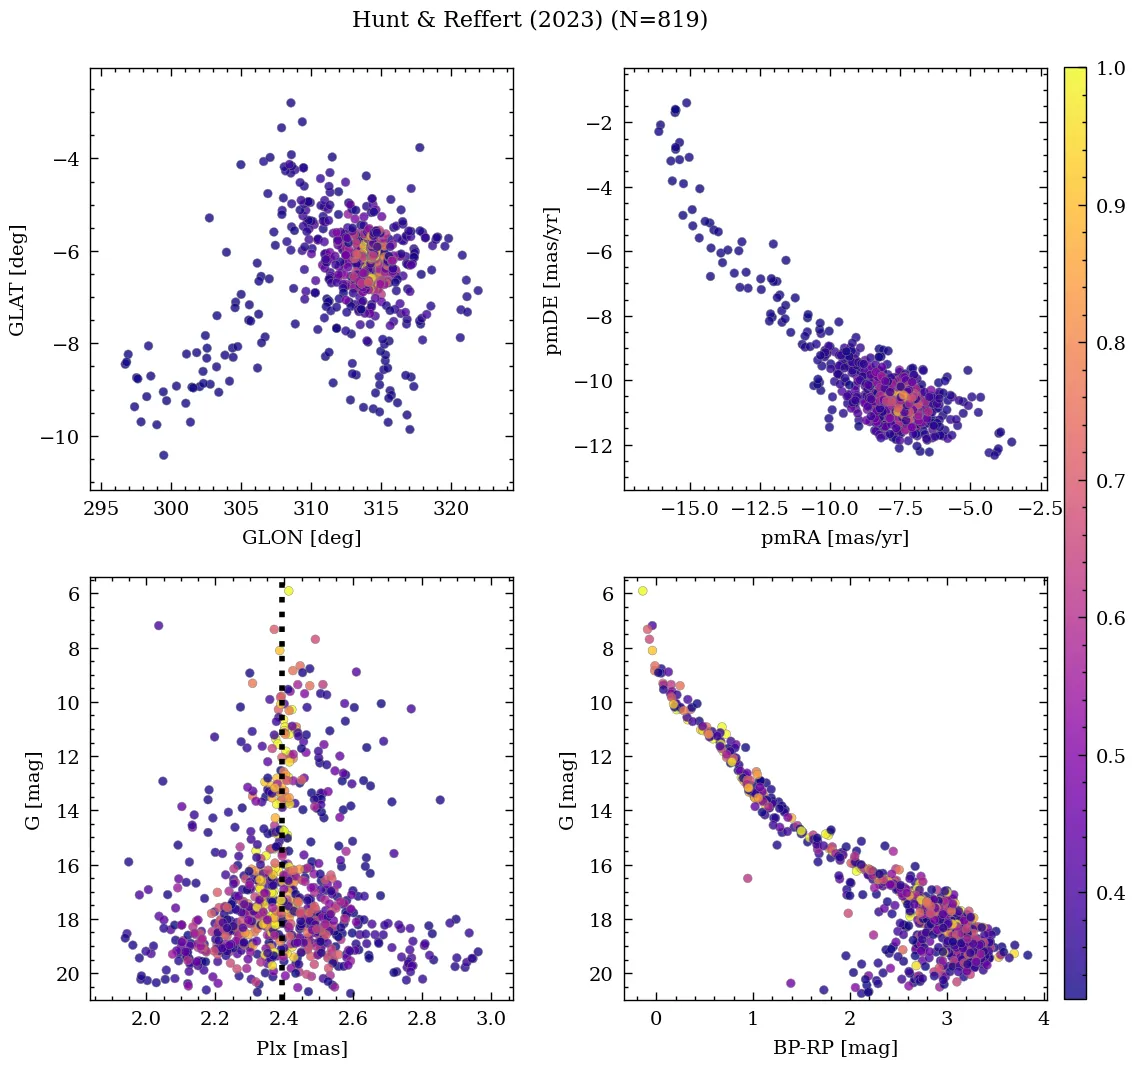 Hunt & Reffert (2023) (N=819)
−4
−6
−8
−10
GLAT [deg]
295 300 305 310 315 320
GLON [deg]
−2
−4
−6
−8
−10
−12
pmDE [mas/yr]
−15.0 −12.5 −10.0 −7.5 −5.0 −2.5
pmRA [mas/yr]
1.0
0.9
0.8
0.7
0.6
0.5
0.4
6
8
10
12
14
16
18
20
G [mag]
2.0 2.2 2.4 2.6 2.8 3.0
Plx [mas]
6
8
10
12
14
16
18
20
G [mag]
0 1 2 3 4
BP-RP [mag]